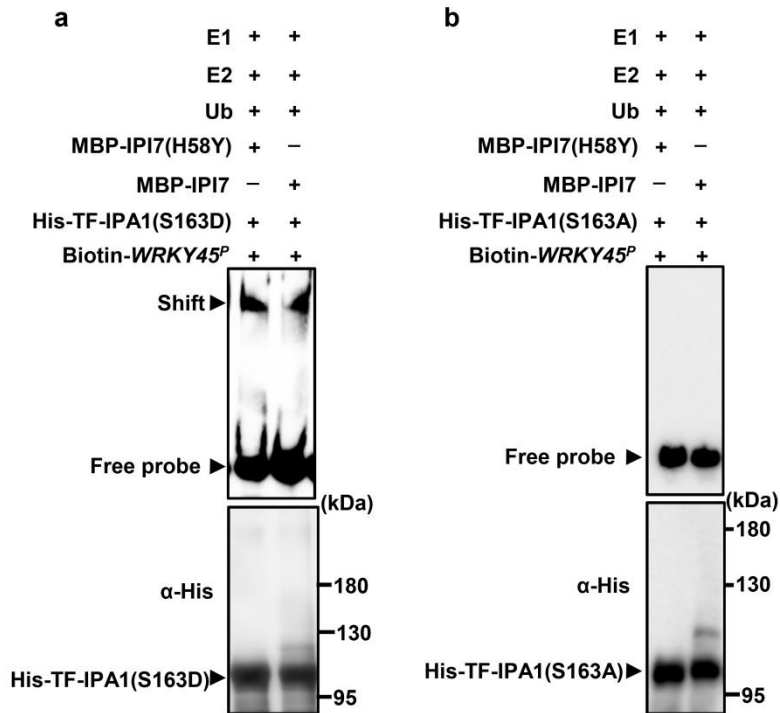 a
E1 + +
E2 + +
Ub + +
MBP-IPI7(H58Y) + –
MBP-IPI7 – +
His-TF-IPA1(S163D) + +
Biotin-WRKY45ᴾ + +
Shift
Free probe
(kDa)
α-His
180
130
His-TF-IPA1(S163D)
95
b
E1 + +
E2 + +
Ub + +
MBP-IPI7(H58Y) + –
MBP-IPI7 – +
His-TF-IPA1(S163A) + +
Biotin-WRKY45ᴾ + +
Free probe
(kDa)
180
α-His
130
His-TF-IPA1(S163A)
95